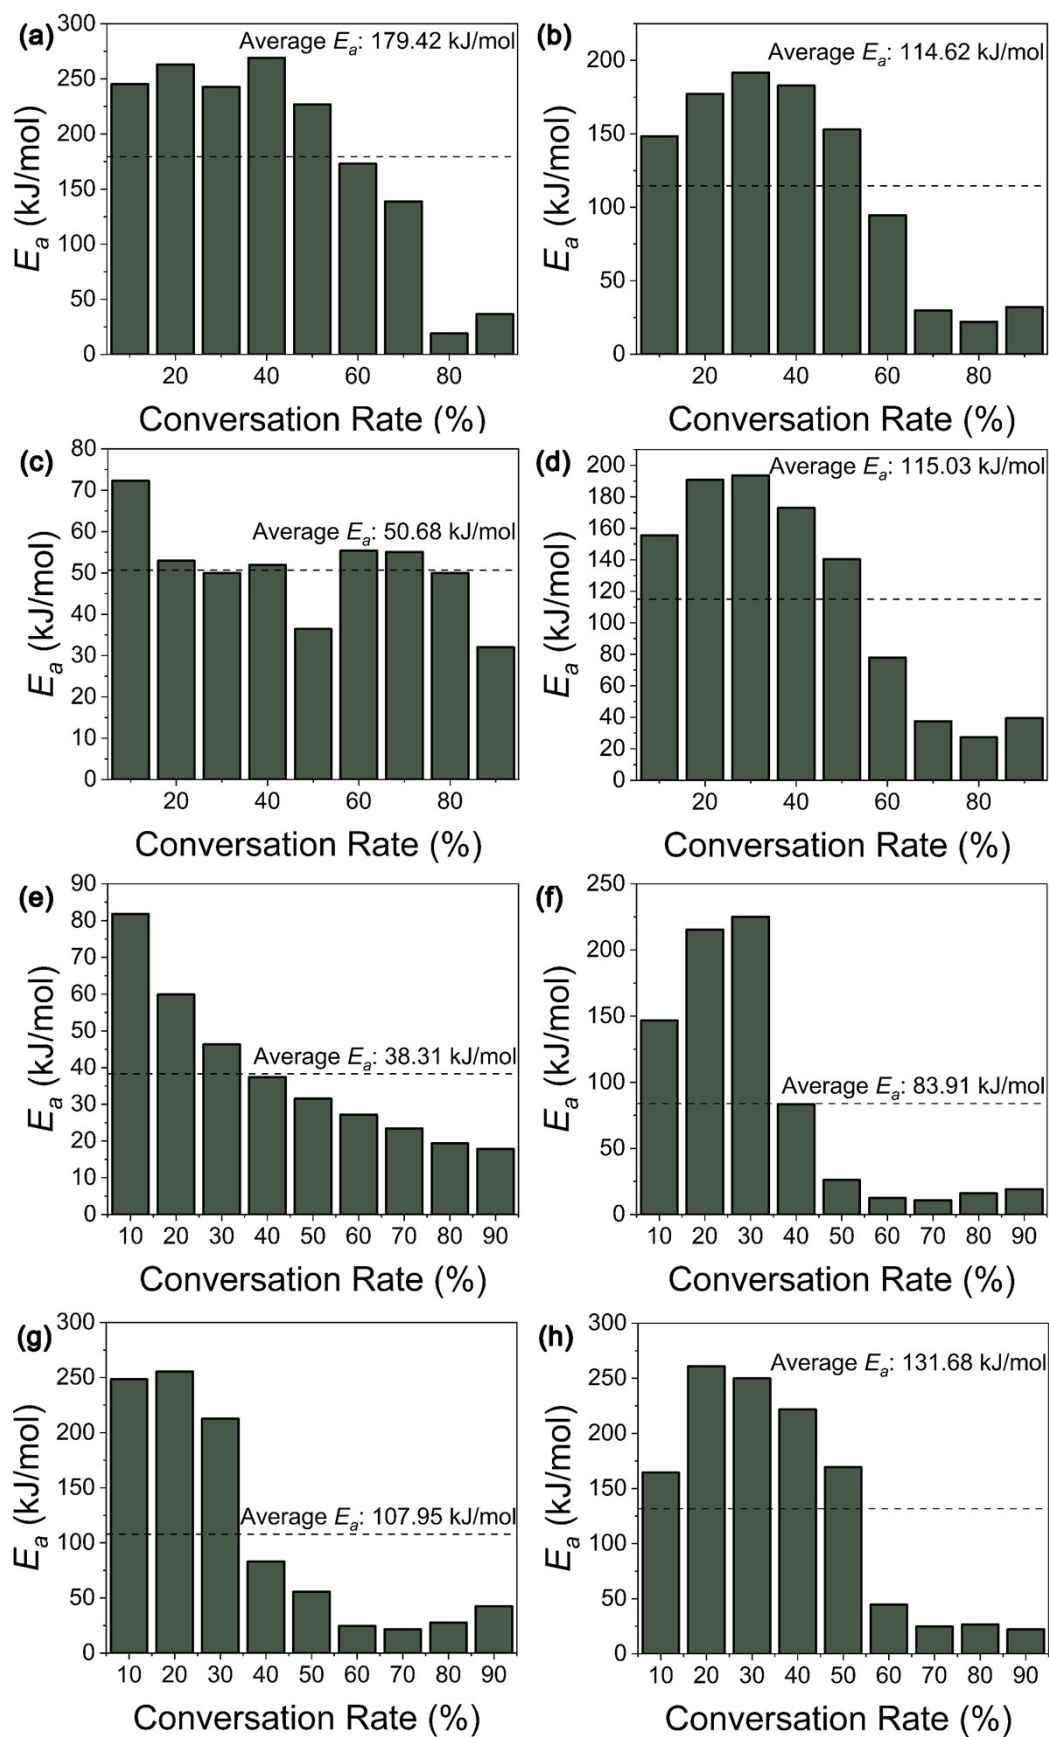 (a)
Average Ea: 179.42 kJ/mol
300
250
200
150
100
50
0
Ea (kJ/mol)
20 40 60 80
Conversation Rate (%)
(b)
Average Ea: 114.62 kJ/mol
200
150
100
50
0
Ea (kJ/mol)
20 40 60 80
Conversation Rate (%)
(c)
Average Ea: 50.68 kJ/mol
80
70
60
50
40
30
20
10
0
Ea (kJ/mol)
20 40 60 80
Conversation Rate (%)
(d)
Average Ea: 115.03 kJ/mol
200
180
160
140
120
100
80
60
40
20
0
Ea (kJ/mol)
20 40 60 80
Conversation Rate (%)
(e)
Average Ea: 38.31 kJ/mol
90
80
70
60
50
40
30
20
10
0
Ea (kJ/mol)
10 20 30 40 50 60 70 80 90
Conversation Rate (%)
(f)
Average Ea: 83.91 kJ/mol
250
200
150
100
50
0
Ea (kJ/mol)
10 20 30 40 50 60 70 80 90
Conversation Rate (%)
(g)
Average Ea: 107.95 kJ/mol
300
250
200
150
100
50
0
Ea (kJ/mol)
10 20 30 40 50 60 70 80 90
Conversation Rate (%)
(h)
Average Ea: 131.68 kJ/mol
300
250
200
150
100
50
0
Ea (kJ/mol)
10 20 30 40 50 60 70 80 90
Conversation Rate (%)